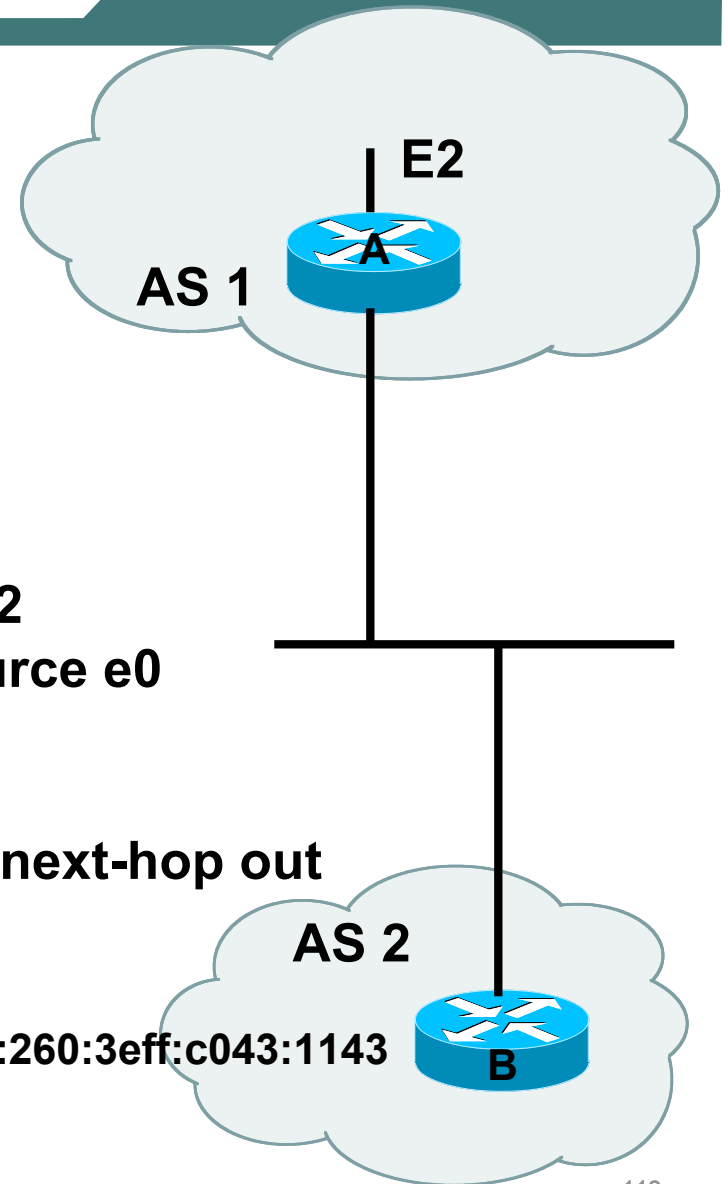 E2
A
AS 1
2
urce e0
next-hop out
AS 2
:260:3eff:c043:1143
B